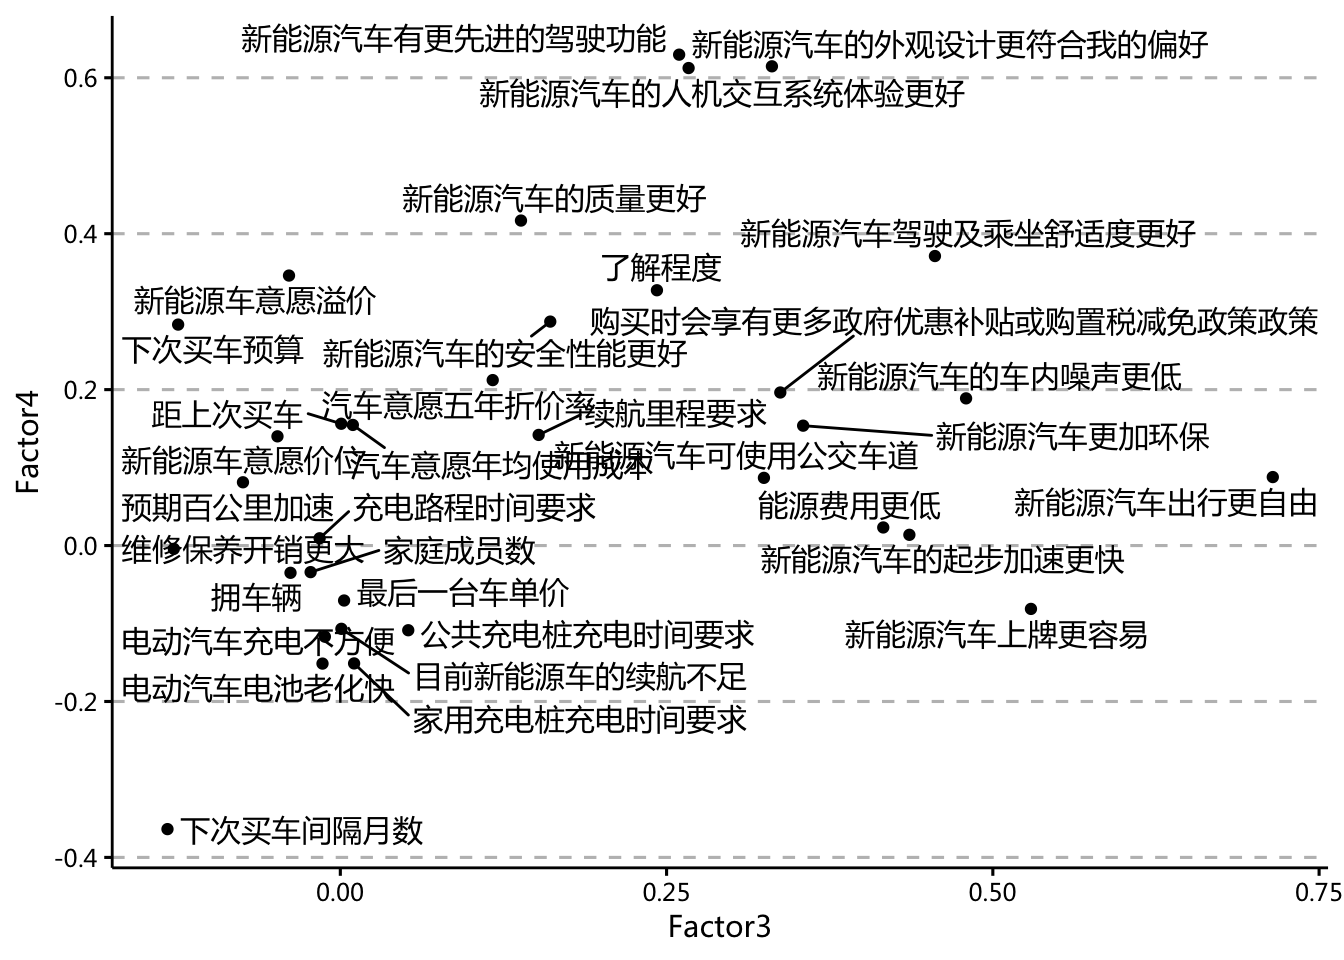 新能源汽车有更先进的驾驶功能
新能源汽车的外观设计更符合我的偏好
0.6
新能源汽车的人机交互系统体验更好
新能源汽车的质量更好
0.4
新能源汽车驾驶及乘坐舒适度更好
了解程度
新能源车意愿溢价
购买时会享有更多政府优惠补贴或购置税减免政策政策
下次买车预算
新能源汽车的安全性能更好
0.2
新能源汽车的车内噪声更低
汽车意愿五年折价率
距上次买车
续航里程要求
新能源汽车更加环保
新能源车意愿价位
汽车意愿年均使用成本
新能源汽车可使用公交车道
预期百公里加速
充电路程时间要求
能源费用更低
新能源汽车出行更自由
0.0
维修保养开销更大
家庭成员数
新能源汽车的起步加速更快
拥车辆
最后一台车单价
电动汽车充电不方便
公共充电桩充电时间要求
新能源汽车上牌更容易
目前新能源车的续航不足
电动汽车电池老化快
-0.2
家用充电桩充电时间要求
下次买车间隔月数
-0.4
0.00
0.25
0.50
0.75
Factor3
Factor4